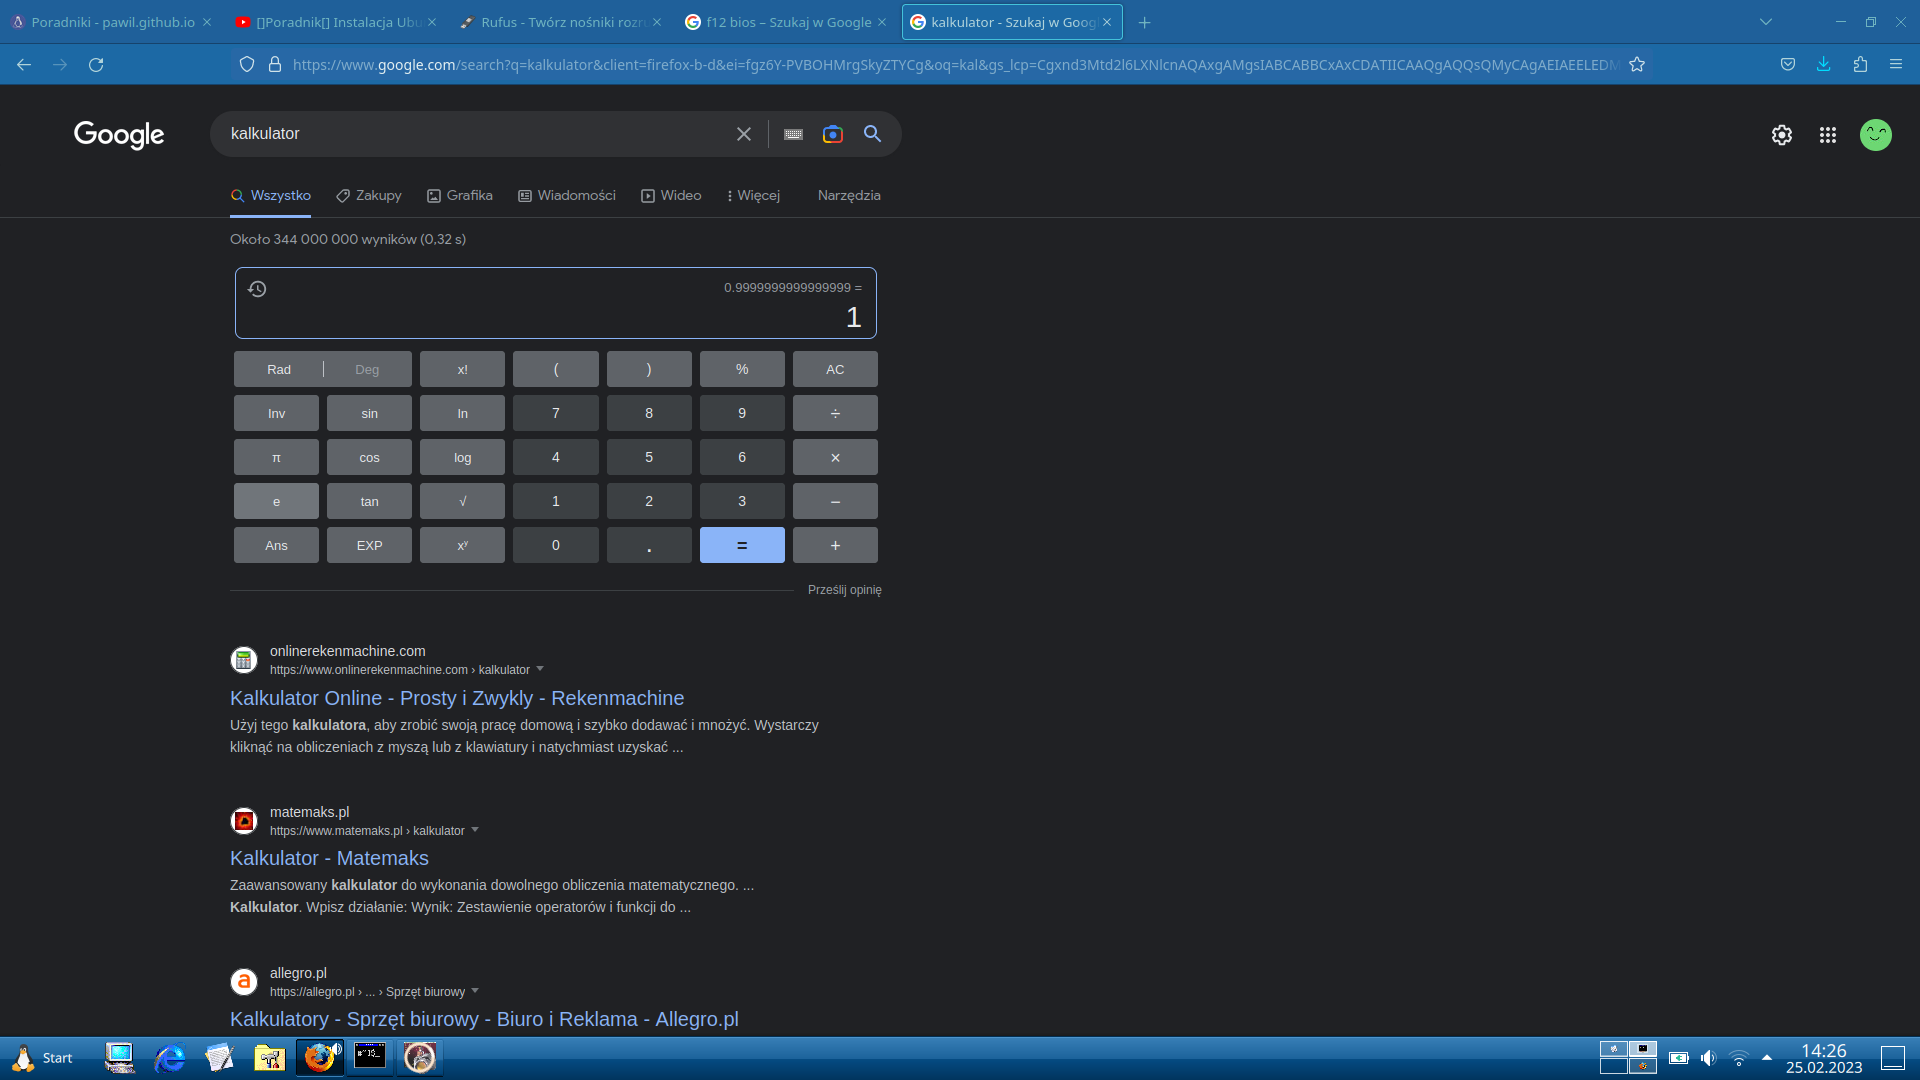 Poradniki - pawil.github.io
[]Poradnik[] Instalacja Ubu
Rufus - Twórz nośniki rozru
f12 bios – Szukaj w Google
kalkulator - Szukaj w Goog
https://www.google.com/search?q=kalkulator&client=firefox-b-d&ei=fgz6Y-PVBOHMrgSkyZTYCg&oq=kal&gs_lcp=Cgxnd3Mtd2l6LXNlcnAQAxgAMgsIABCABBCxAxCDATIICAAQgAQQsQMyCAgAEIAEELEDM
Google
kalkulator
Wszystko
Zakupy
Grafika
Wiadomości
Wideo
Więcej
Narzędzia
Około 344 000 000 wyników (0,32 s)
0.9999999999999999 =
1
Rad | Deg x! ( ) % AC
Inv sin ln 7 8 9 ÷
π cos log 4 5 6 ×
e tan √ 1 2 3 −
Ans EXP xʸ 0 . = +
Prześlij opinię
onlinerekenmachine.com
https://www.onlinerekenmachine.com › kalkulator
Kalkulator Online - Prosty i Zwykly - Rekenmachine
Użyj tego kalkulatora, aby zrobić swoją pracę domową i szybko dodawać i mnożyć. Wystarczy
kliknąć na obliczeniach z myszą lub z klawiatury i natychmiast uzyskać ...
matemaks.pl
https://www.matemaks.pl › kalkulator
Kalkulator - Matemaks
Zaawansowany kalkulator do wykonania dowolnego obliczenia matematycznego. ...
Kalkulator. Wpisz działanie: Wynik: Zestawienie operatorów i funkcji do ...
a
allegro.pl
https://allegro.pl › ... › Sprzęt biurowy
Kalkulatory - Sprzęt biurowy - Biuro i Reklama - Allegro.pl
Start
14:26
25.02.2023